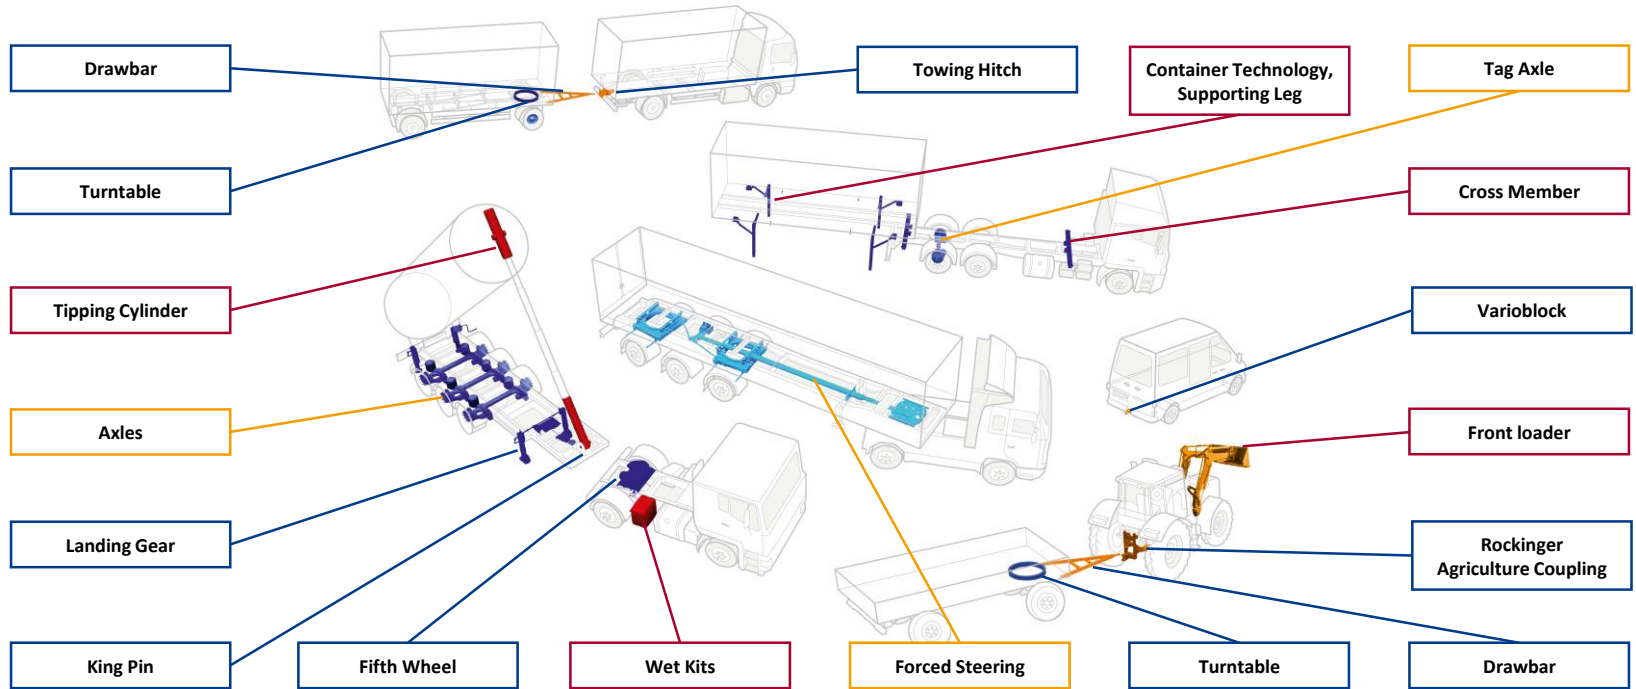 Drawbar
Towing Hitch
Container Technology,
Supporting Leg
Tag Axle
Turntable
Cross Member
Tipping Cylinder
Varioblock
Axles
Front loader
Landing Gear
Rockinger
Agriculture Coupling
King Pin
Fifth Wheel
Wet Kits
Forced Steering
Turntable
Drawbar